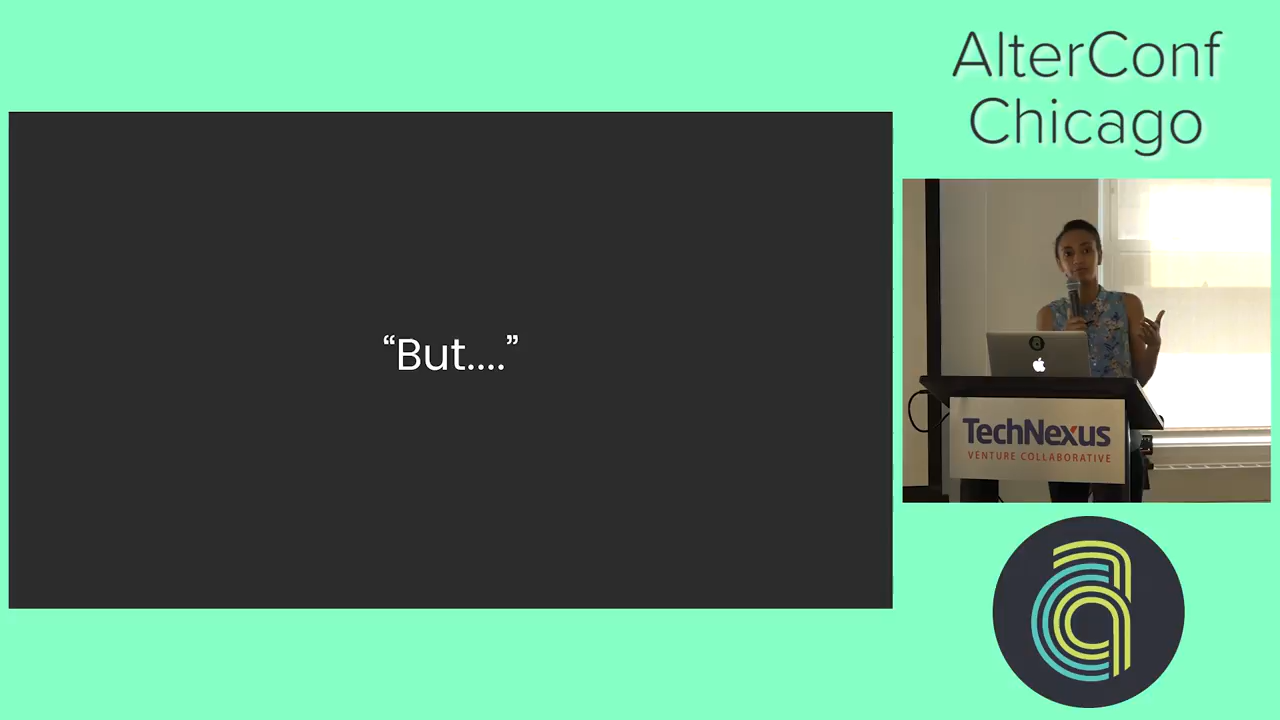 AlterConf
Chicago
“But....”
TechNexus
VENTURE COLLABORATIVE